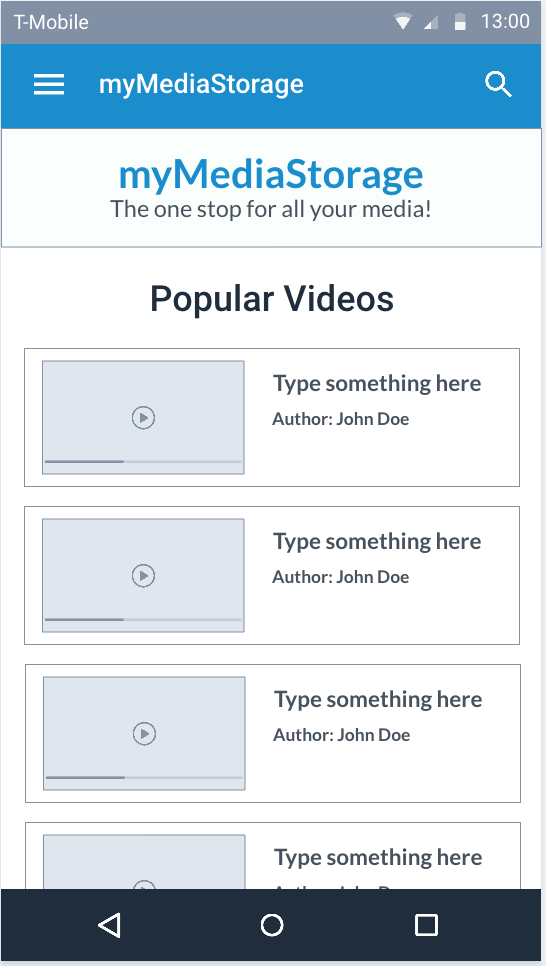 T-Mobile 13:00
myMediaStorage
myMediaStorage
The one stop for all your media!
Popular Videos
Type something here
Author: John Doe
Type something here
Author: John Doe
Type something here
Author: John Doe
Type something here